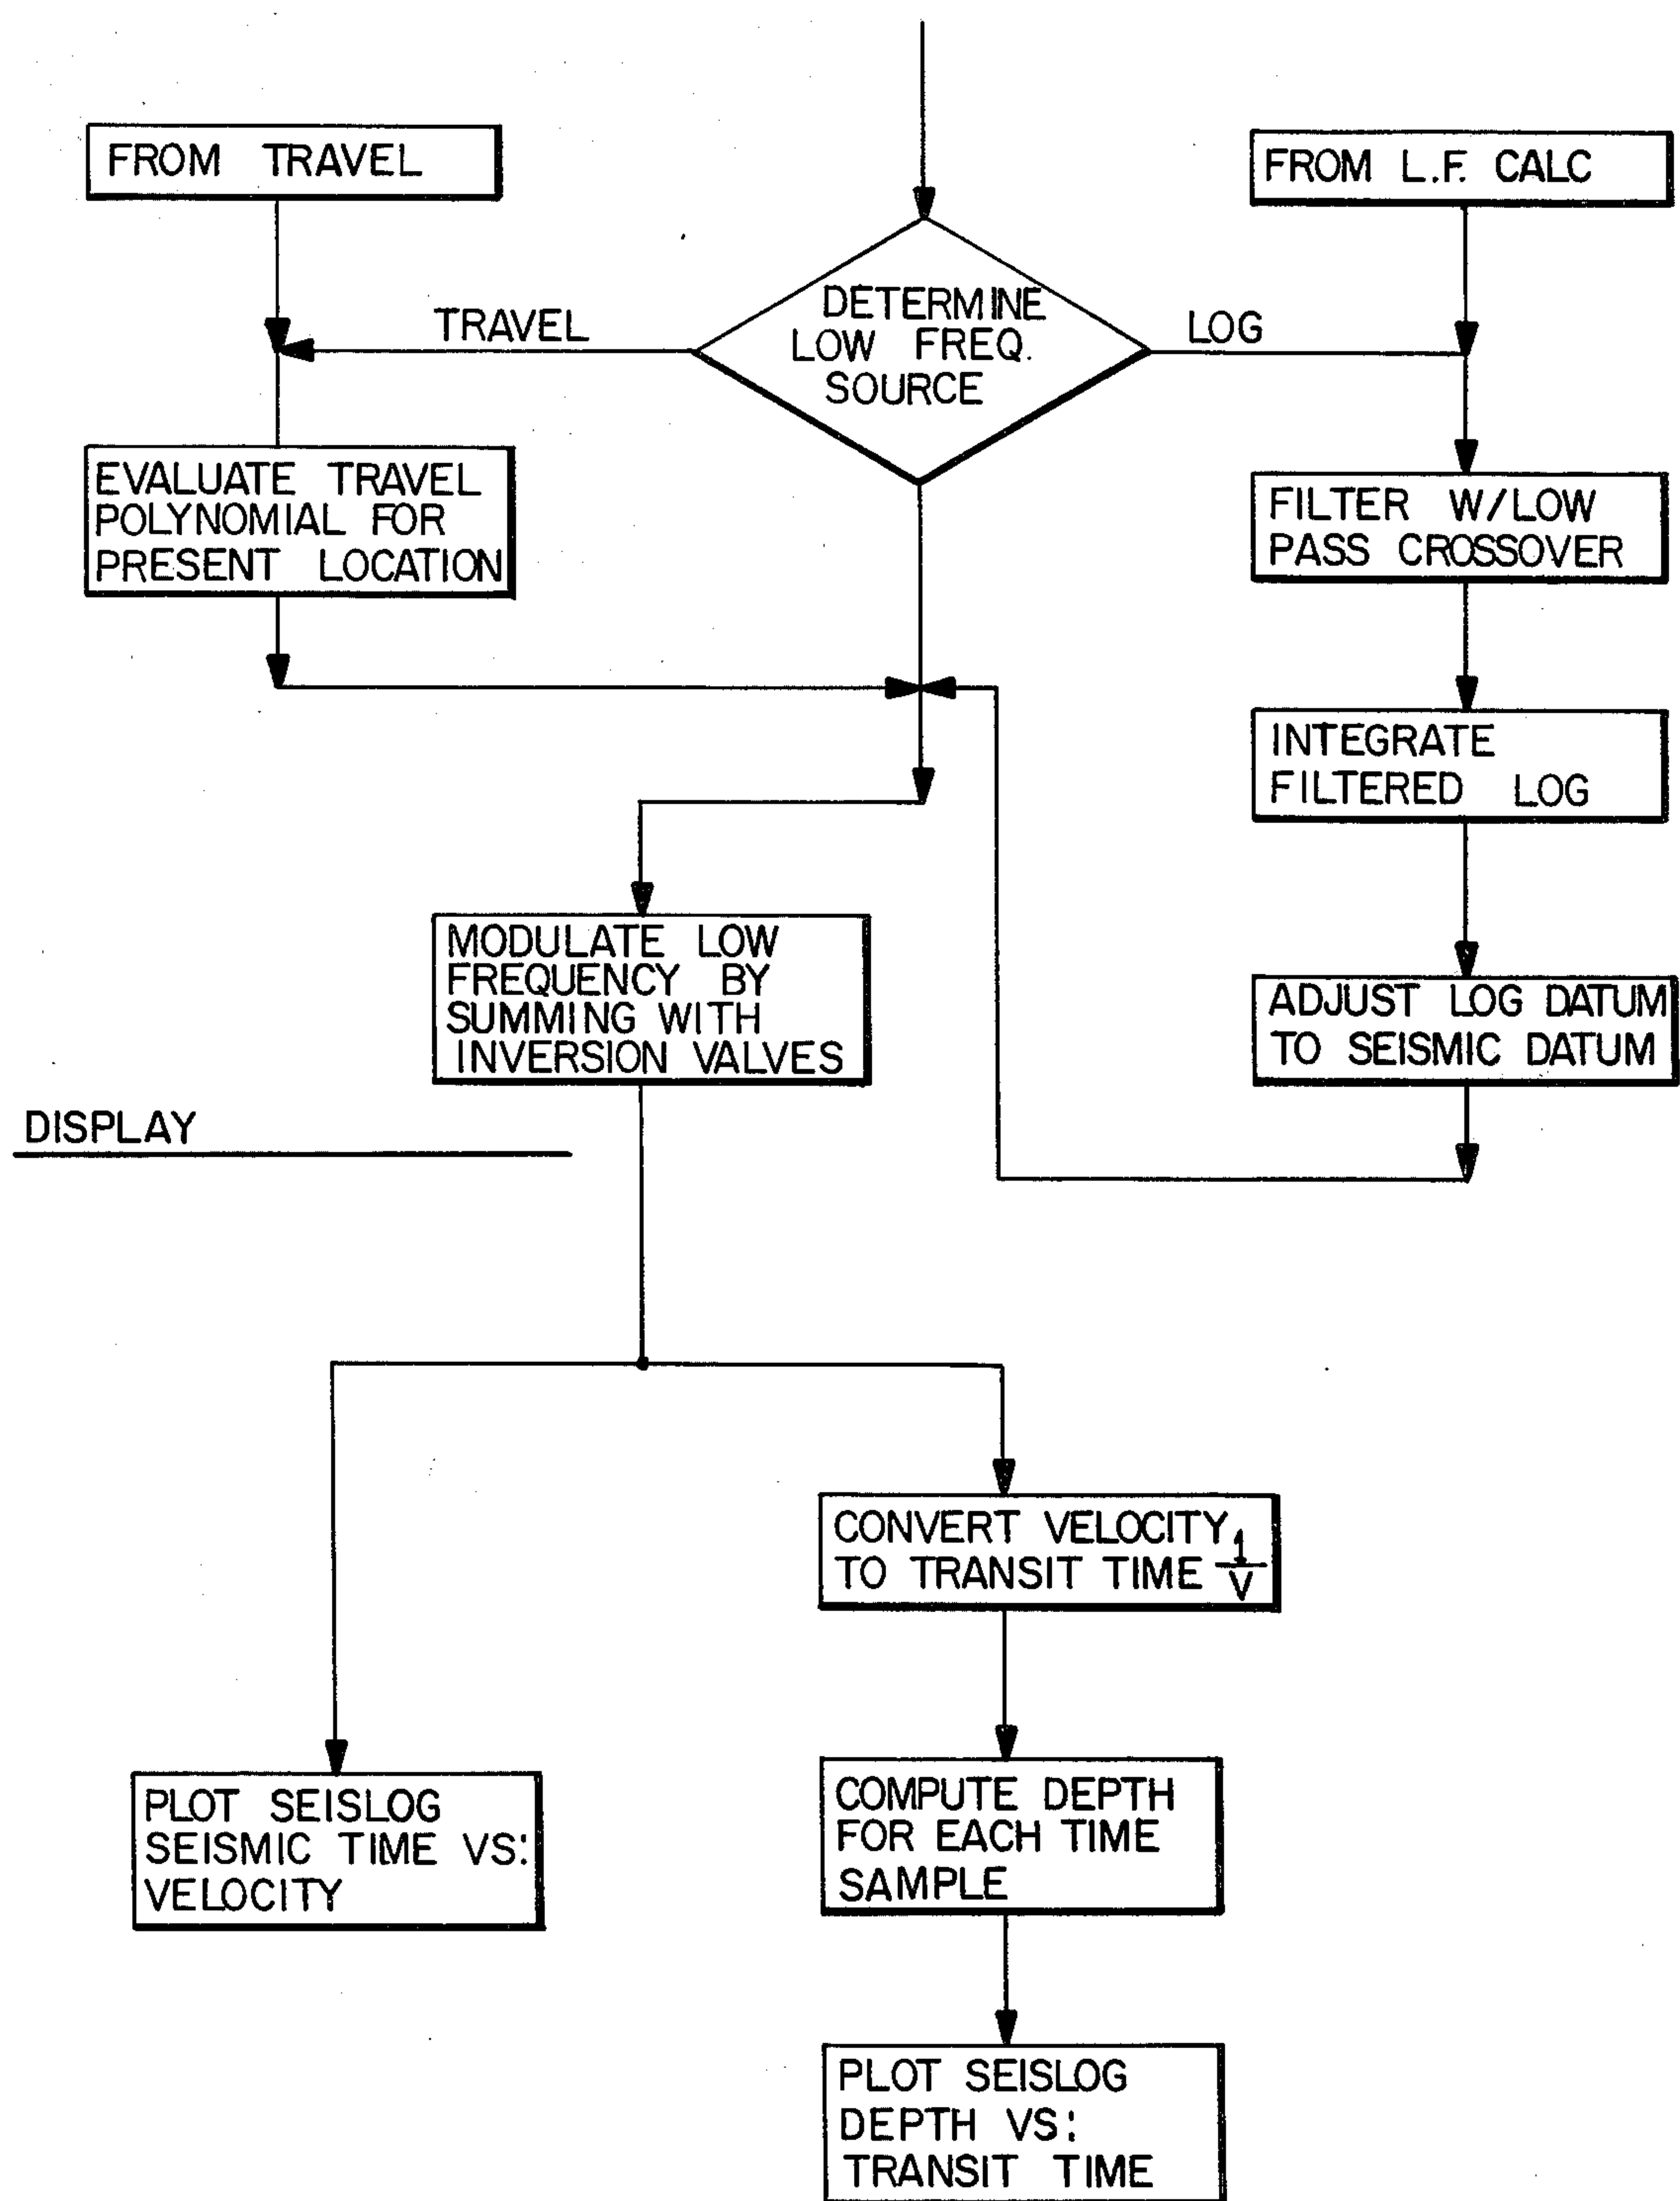 FROM TRAVEL
FROM L.F. CALC
DETERMINE
LOW FREQ.
SOURCE
TRAVEL
LOG
EVALUATE TRAVEL
POLYNOMIAL FOR
PRESENT LOCATION
FILTER W/LOW
PASS CROSSOVER
INTEGRATE
FILTERED LOG
MODULATE LOW
FREQUENCY BY
SUMMING WITH
INVERSION VALVES
ADJUST LOG DATUM
TO SEISMIC DATUM
DISPLAY
CONVERT VELOCITY
TO TRANSIT TIME 1/V
PLOT SEISLOG
SEISMIC TIME VS:
VELOCITY
COMPUTE DEPTH
FOR EACH TIME
SAMPLE
PLOT SEISLOG
DEPTH VS:
TRANSIT TIME